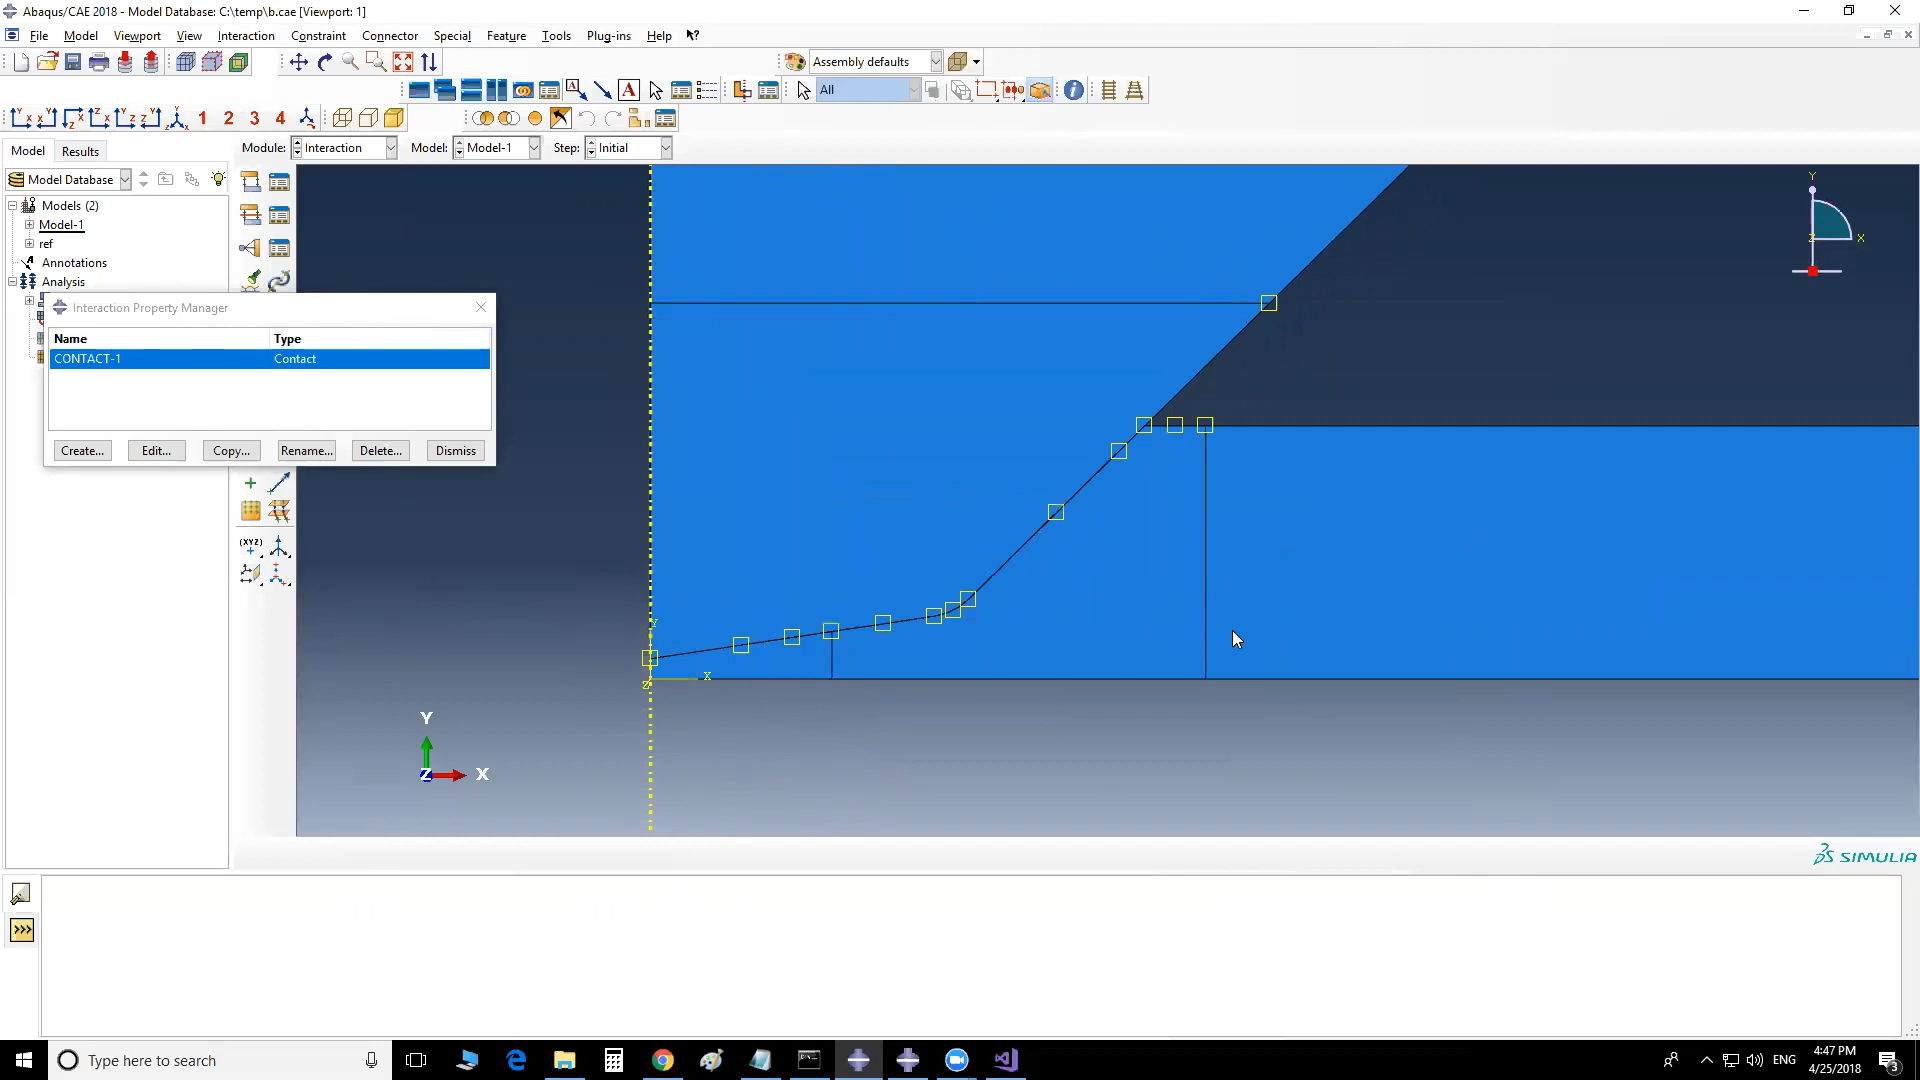 Abaqus/CAE 2018 - Model Database: C:\temp\b.cae [Viewport: 1]
File Model Viewport View Interaction Constraint Connector Special Feature Tools Plug-ins Help
Assembly defaults
A All
1 2 3 4
Model Results
Module: Interaction Model: Model-1 Step: Initial
Model Database
Models (2)
Model-1
ref
Annotations
Analysis
Interaction Property Manager
Name Type
CONTACT-1 Contact
Create... Edit... Copy... Rename... Delete... Dismiss
(XYZ)
Y
X
Z
Y
X
Z
Y
Z X
SIMULIA
>>>
Type here to search
ENG
4:47 PM
4/25/2018
3